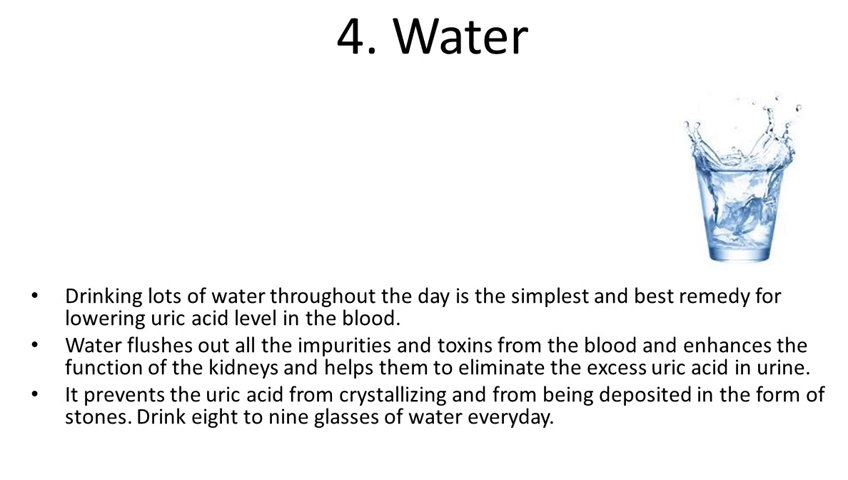 4. Water
• Drinking lots of water throughout the day is the simplest and best remedy for
lowering uric acid level in the blood.
• Water flushes out all the impurities and toxins from the blood and enhances the
function of the kidneys and helps them to eliminate the excess uric acid in urine.
• It prevents the uric acid from crystallizing and from being deposited in the form of
stones. Drink eight to nine glasses of water everyday.